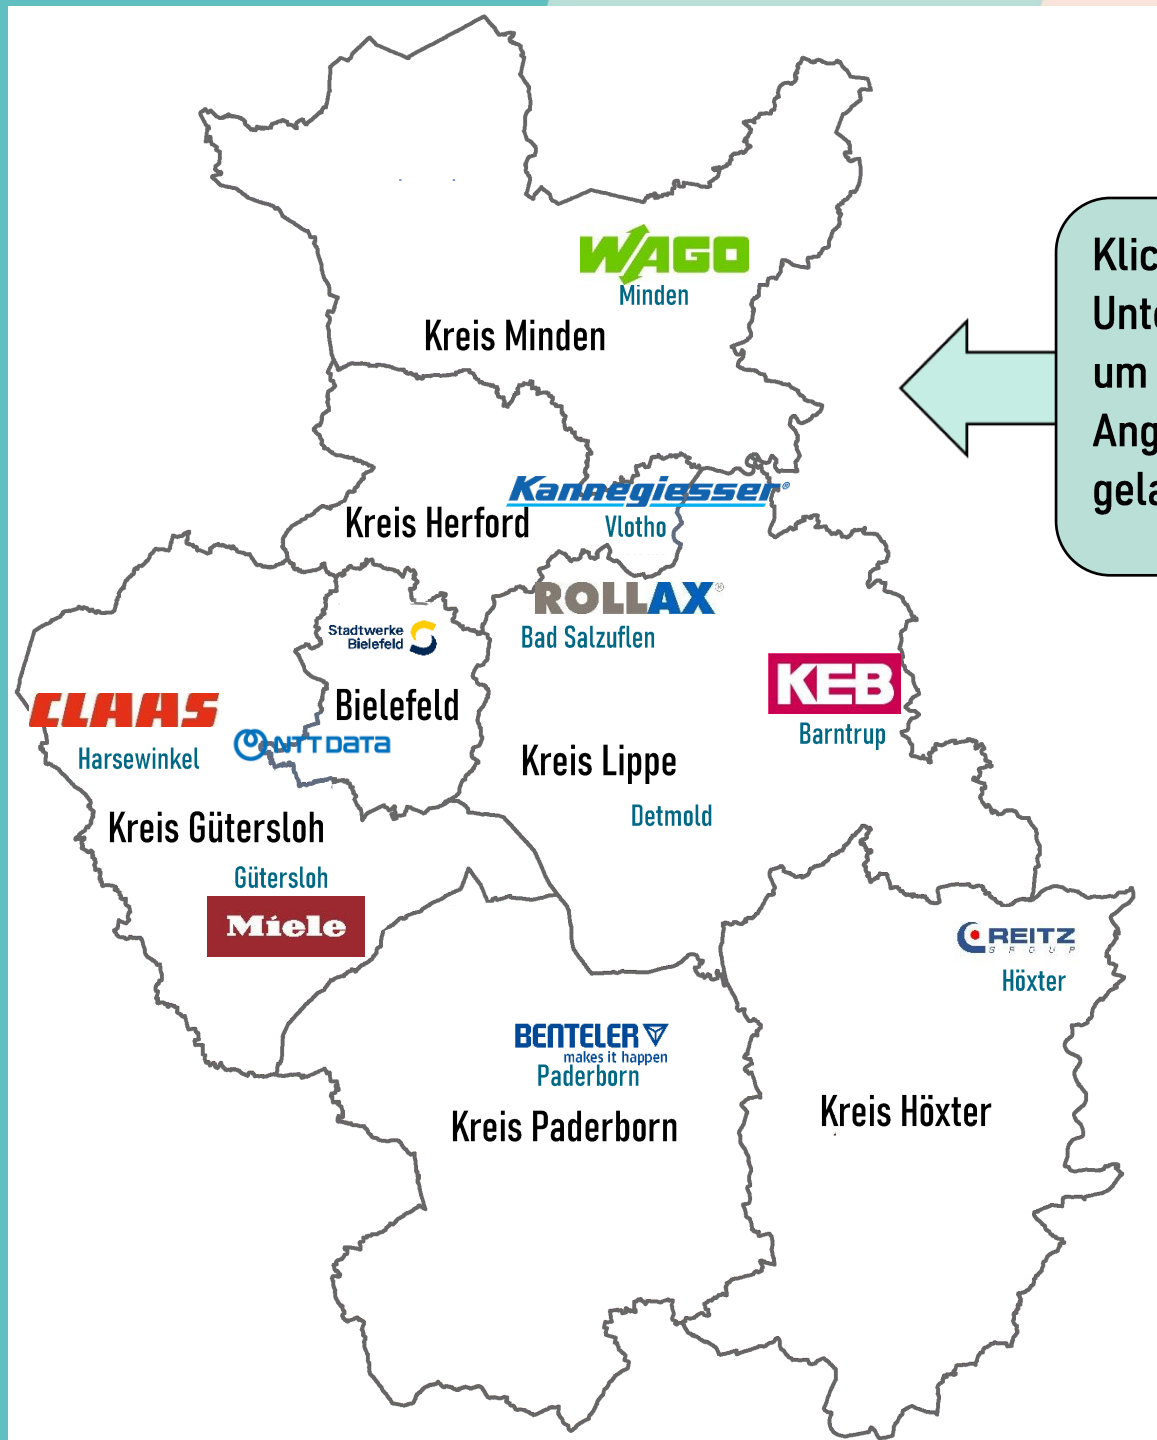 WAGO
Minden
Kreis Minden
Klic
Unte
um
Ang
gela
Kannegiesser®
Vlotho
Kreis Herford
ROLLAX®
Bad Salzuflen
Stadtwerke
Bielefeld
KEB
Barntrup
CLAAS
Harsewinkel
Bielefeld
NTT DATA
Kreis Lippe
Detmold
Kreis Gütersloh
Gütersloh
Miele
REITZ
GROUP
Höxter
BENTELER
makes it happen
Paderborn
Kreis Paderborn
Kreis Höxter